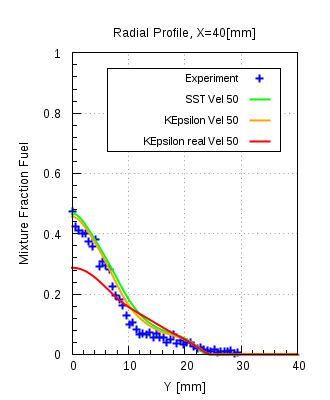 Radial Profile, X=40[mm]
Experiment
SST Vel 50
KEpsilon Vel 50
KEpsilon real Vel 50
Mixture Fraction Fuel
1
0.8
0.6
0.4
0.2
0
0 10 20 30 40
Y [mm]